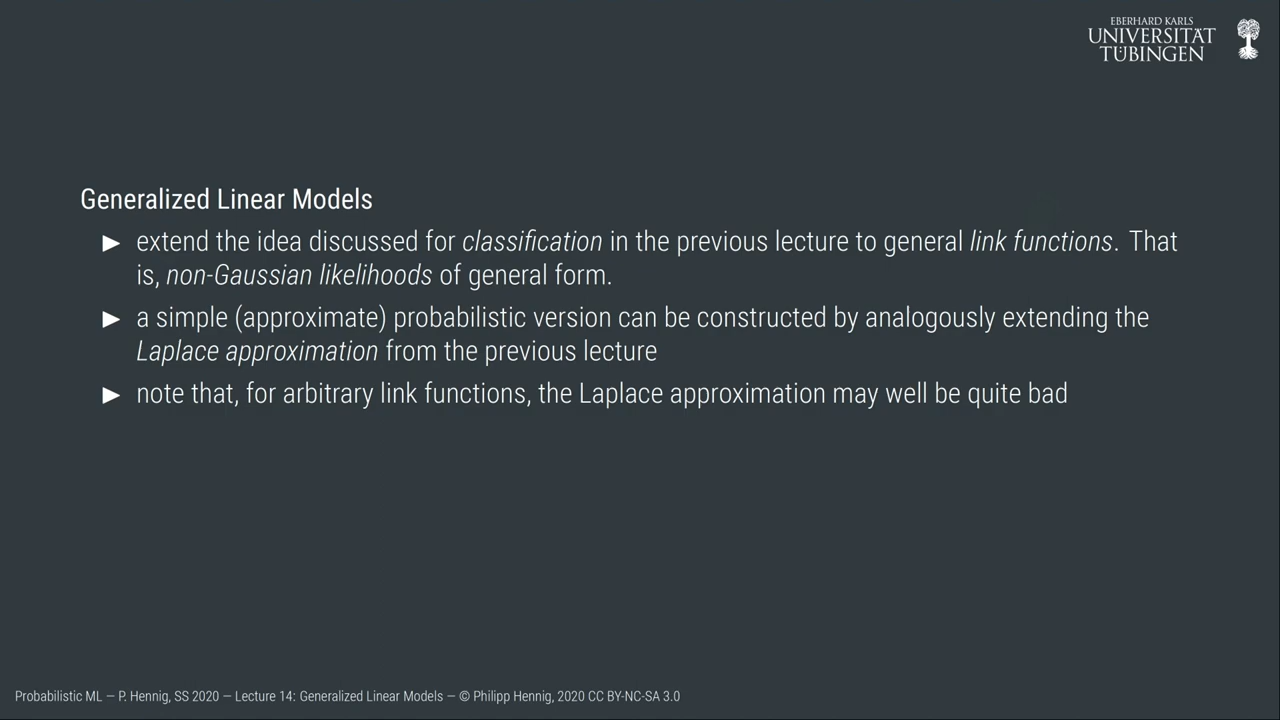 EBERHARD KARLS
UNIVERSITÄT
TÜBINGEN
Generalized Linear Models
▶ extend the idea discussed for classification in the previous lecture to general link functions. That
is, non-Gaussian likelihoods of general form.
▶ a simple (approximate) probabilistic version can be constructed by analogously extending the
Laplace approximation from the previous lecture
▶ note that, for arbitrary link functions, the Laplace approximation may well be quite bad
Probabilistic ML — P. Hennig, SS 2020 — Lecture 14: Generalized Linear Models — © Philipp Hennig, 2020 CC BY-NC-SA 3.0